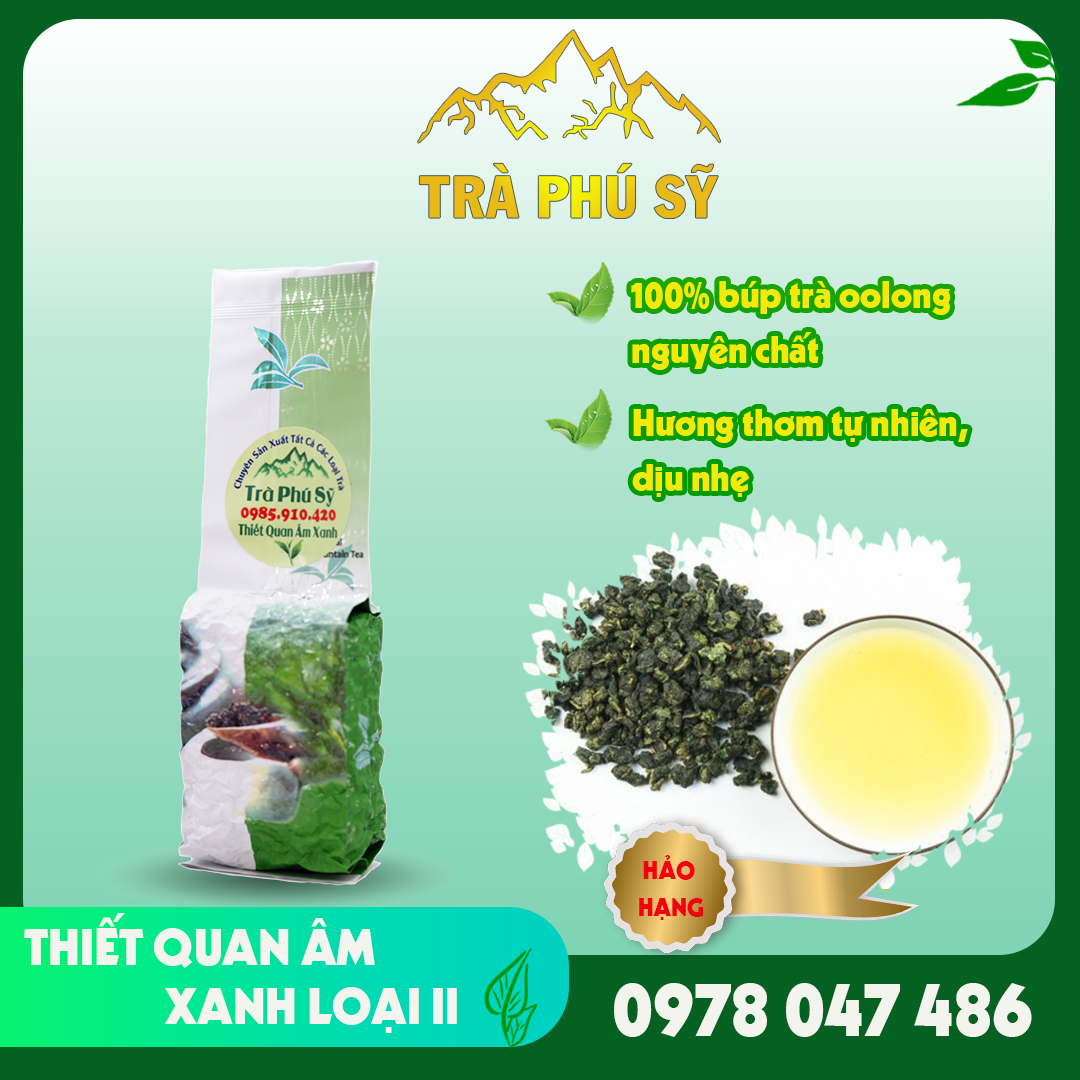 TRÀ PHÚ SỸ
100% búp trà oolong
nguyên chất
Hương thơm tự nhiên,
dịu nhẹ
Chuyên Sản Xuất Tất Cả Các Loại Trà
Trà Phú Sỹ
0985.910.420
Thiết Quan Âm Xanh
Tea
HẢO
HẠNG
THIẾT QUAN ÂM
XANH LOẠI II
0978 047 486